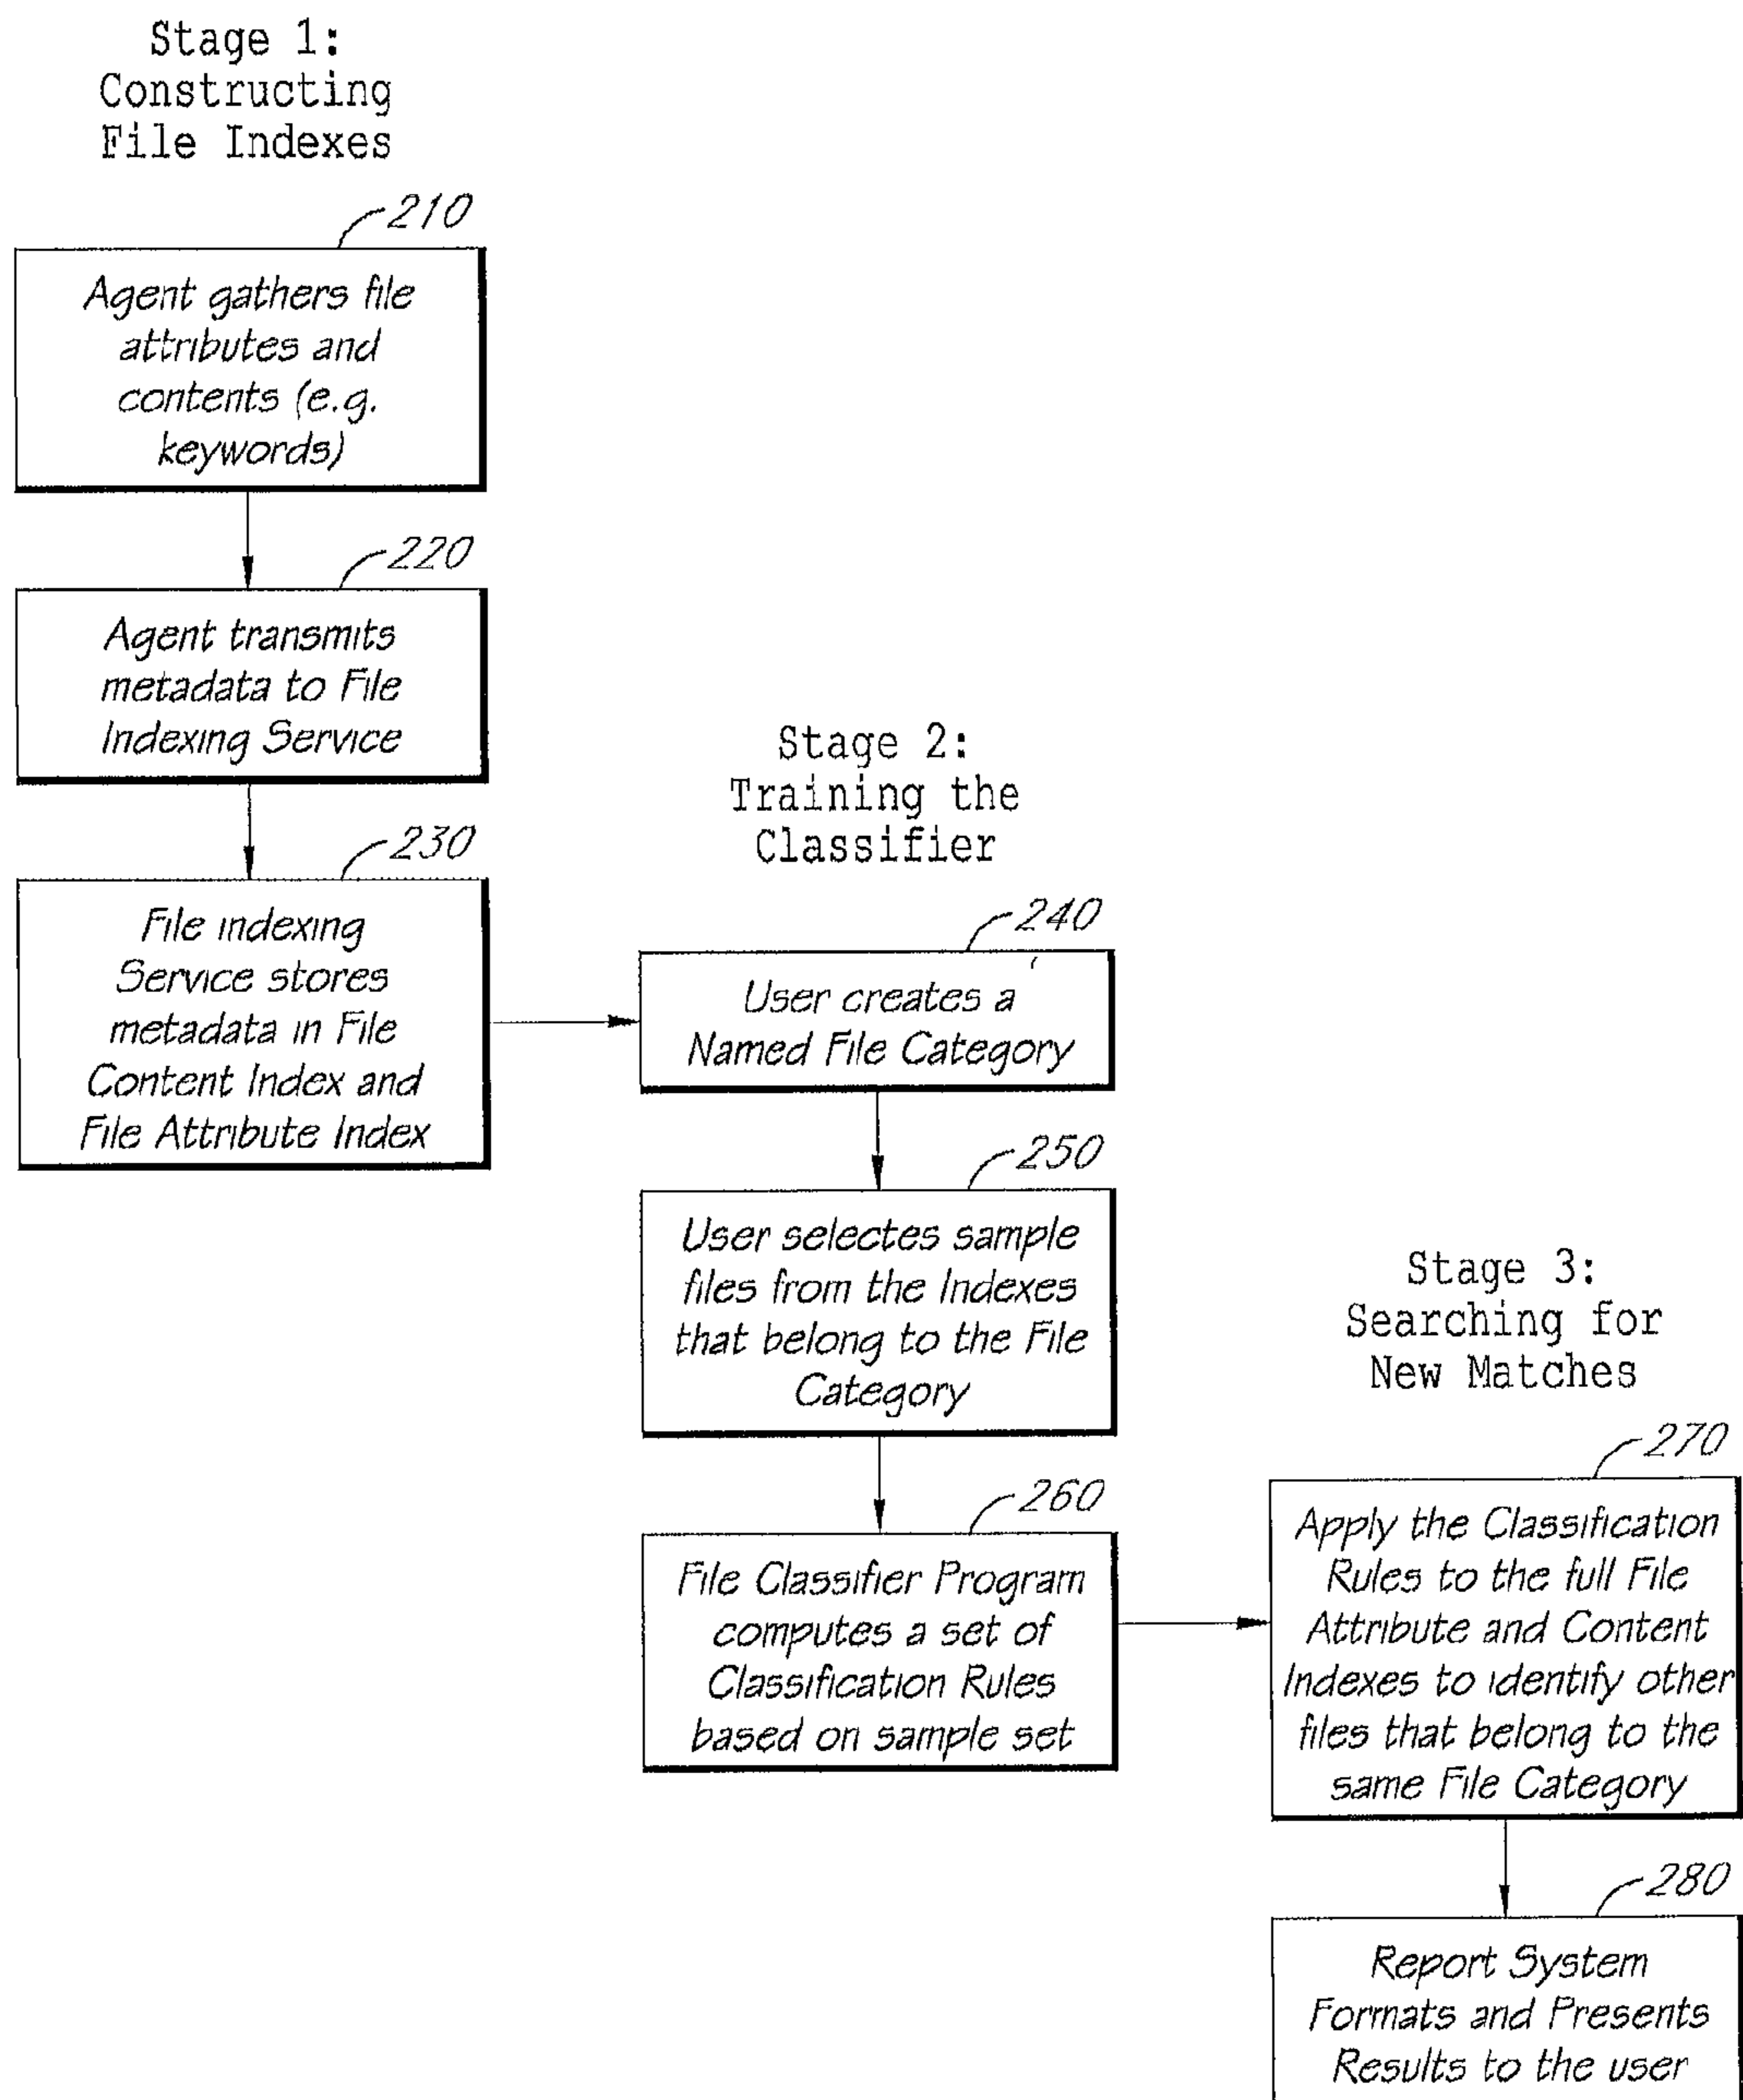 Stage 1:
Constructing
File Indexes
210
Agent gathers file
attributes and
contents (e.g.
keywords)
220
Agent transmits
metadata to File
Indexing Service
230
File indexing
Service stores
metadata in File
Content Index and
File Attribute Index
Stage 2:
Training the
Classifier
240
User creates a
Named File Category
250
User selectes sample
files from the Indexes
that belong to the File
Category
260
File Classifier Program
computes a set of
Classification Rules
based on sample set
Stage 3:
Searching for
New Matches
270
Apply the Classification
Rules to the full File
Attribute and Content
Indexes to identify other
files that belong to the
same File Category
280
Report System
Formats and Presents
Results to the user